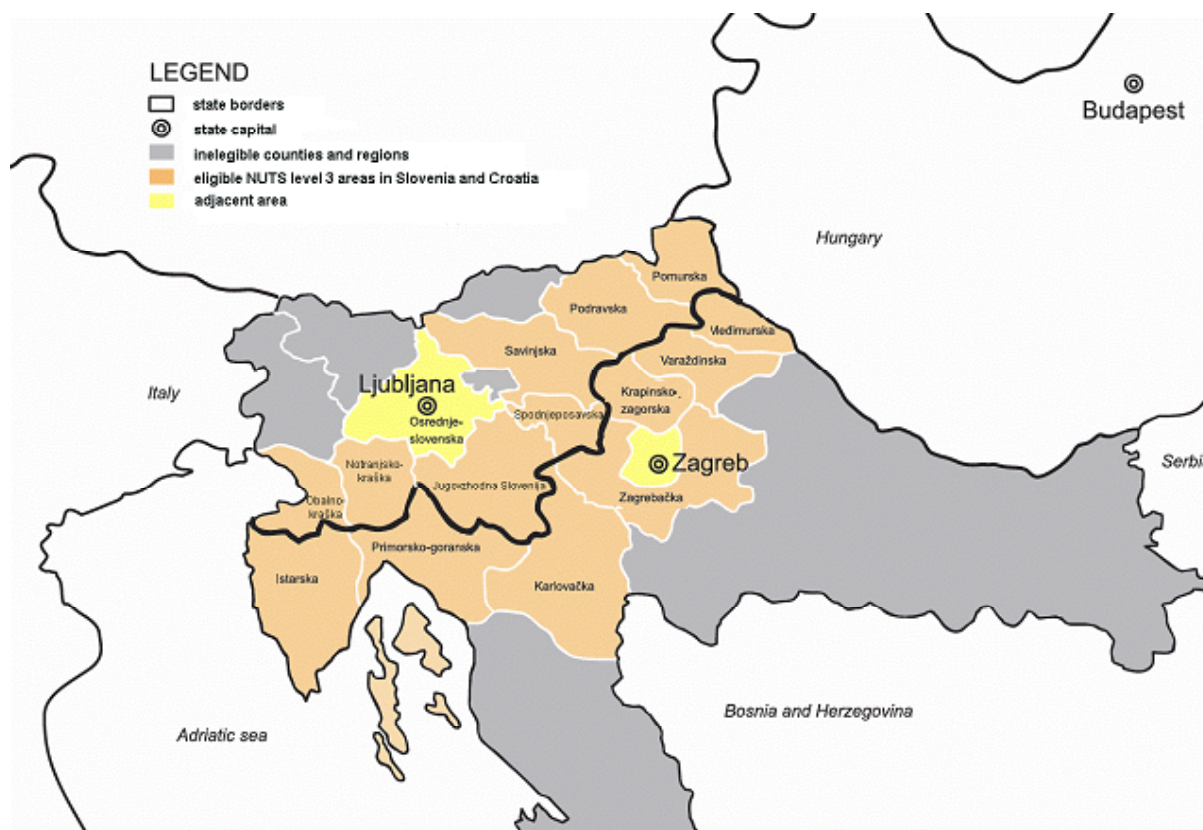 LEGEND
state borders
state capital
inelegible counties and regions
eligible NUTS level 3 areas in Slovenia and Croatia
adjacent area
Budapest
Hungary
Pomurska
Podravska
Međimurska
Savinjska
Varaždinska
Italy
Ljubljana
Krapinsko-
zagorska
Spodnjeposavska
Osrednje-
slovenska
Zagreb
Serbi
Notranjsko-
kraška
Jugovzhodna Slovenija
Zagrebačka
Obalno-
kraška
Primorsko-goranska
Istarska
Karlovačka
Bosnia and Herzegovina
Adriatic sea